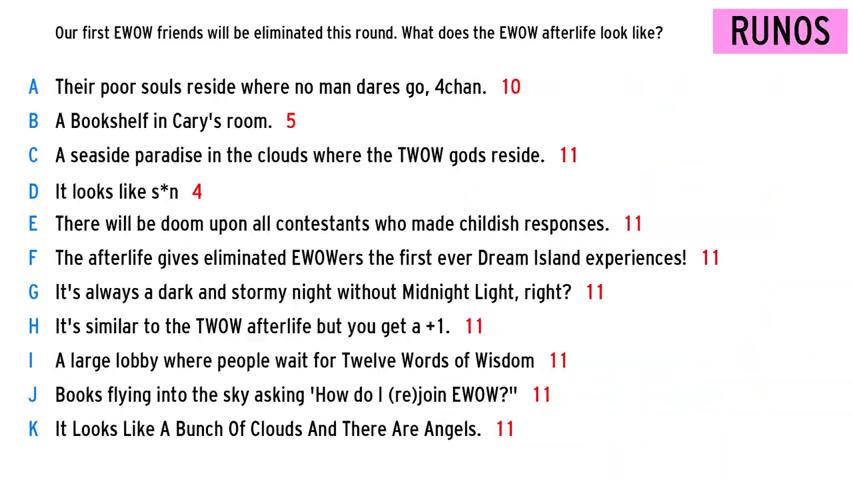 Our first EWOW friends will be eliminated this round. What does the EWOW afterlife look like?
RUNOS
A Their poor souls reside where no man dares go, 4chan. 10
B A Bookshelf in Cary's room. 5
C A seaside paradise in the clouds where the TWOW gods reside. 11
D It looks like s*n 4
E There will be doom upon all contestants who made childish responses. 11
F The afterlife gives eliminated EWOWers the first ever Dream Island experiences! 11
G It's always a dark and stormy night without Midnight Light, right? 11
H It's similar to the TWOW afterlife but you get a +1. 11
I A large lobby where people wait for Twelve Words of Wisdom 11
J Books flying into the sky asking 'How do I (re)join EWOW?" 11
K It Looks Like A Bunch Of Clouds And There Are Angels. 11